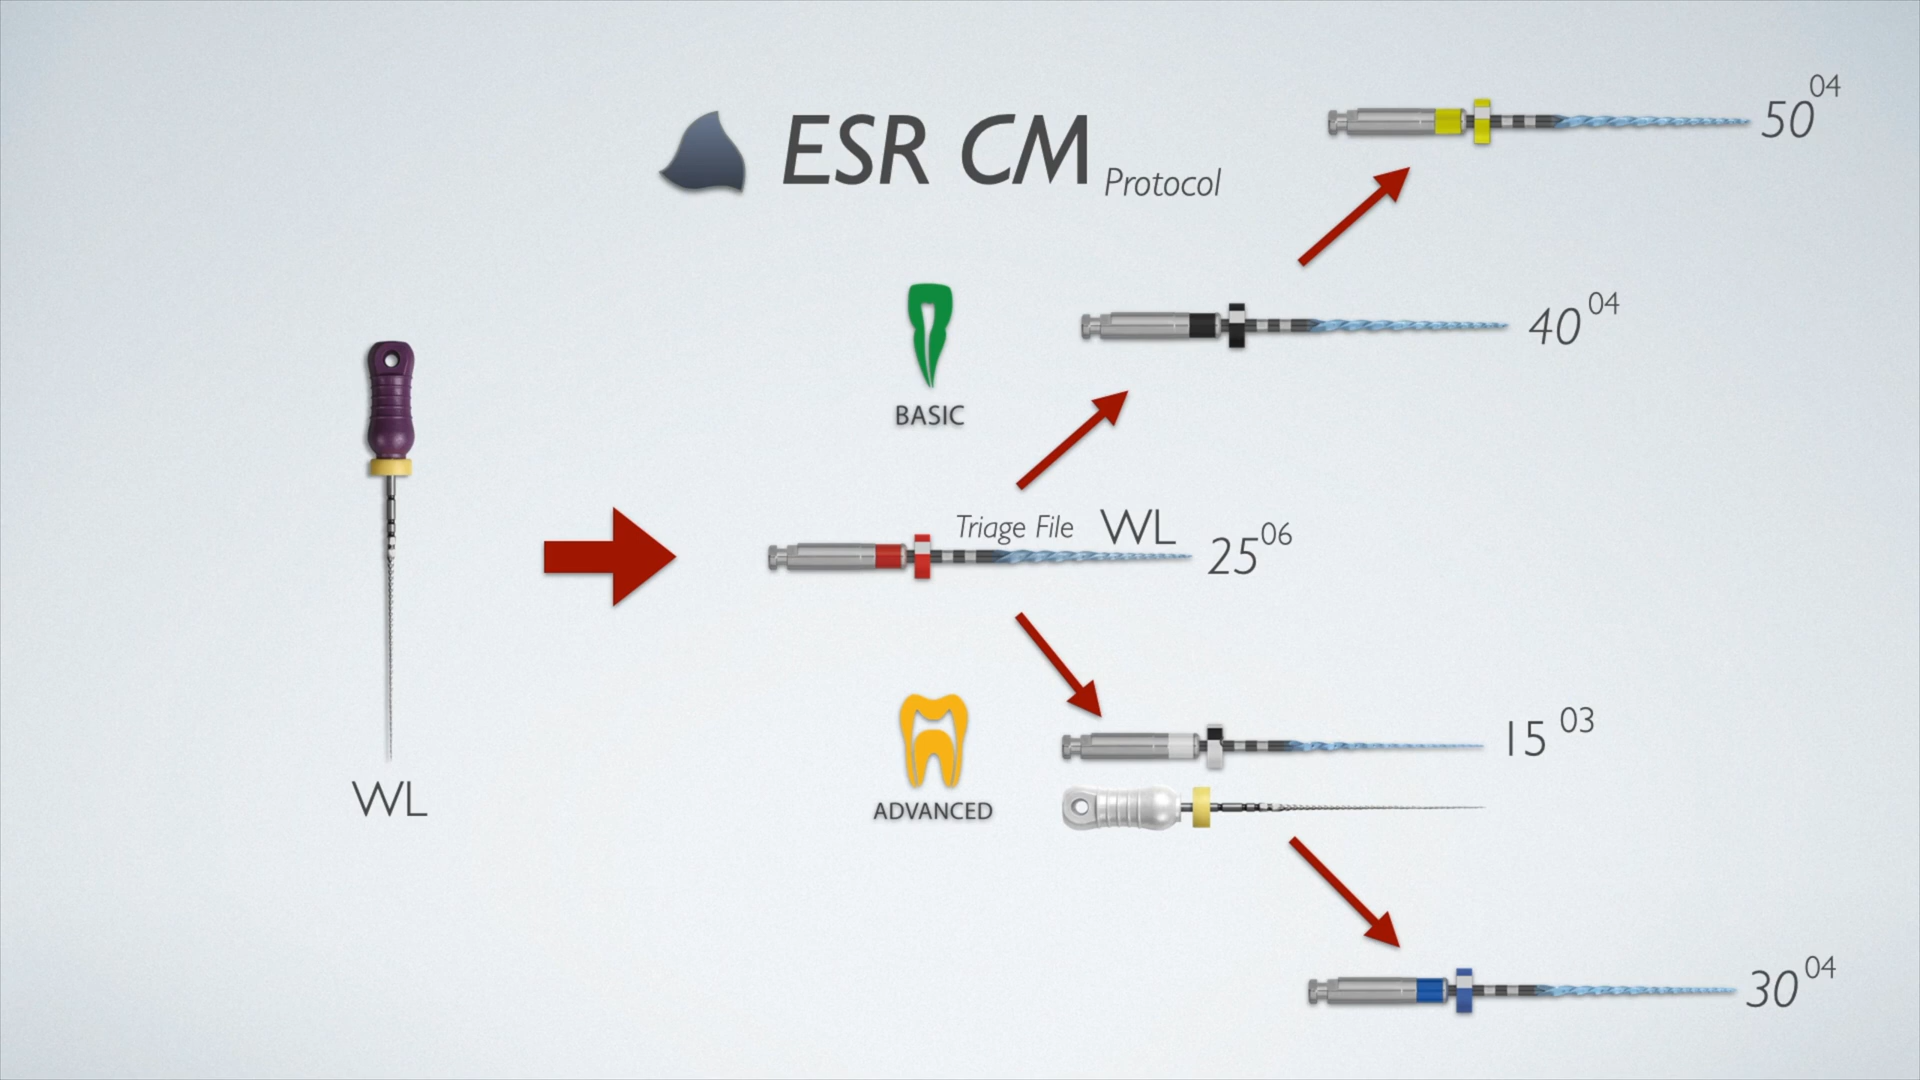 ESR CM Protocol
50 04
40 04
BASIC
Triage File WL
25 06
WL
15 03
ADVANCED
30 04